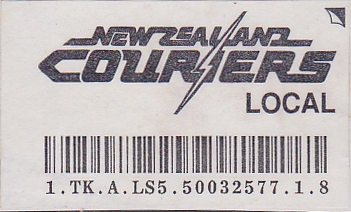 NEW ZEALAND
COURIERS
LOCAL
1.TK.A.LS5.50032577.1.8